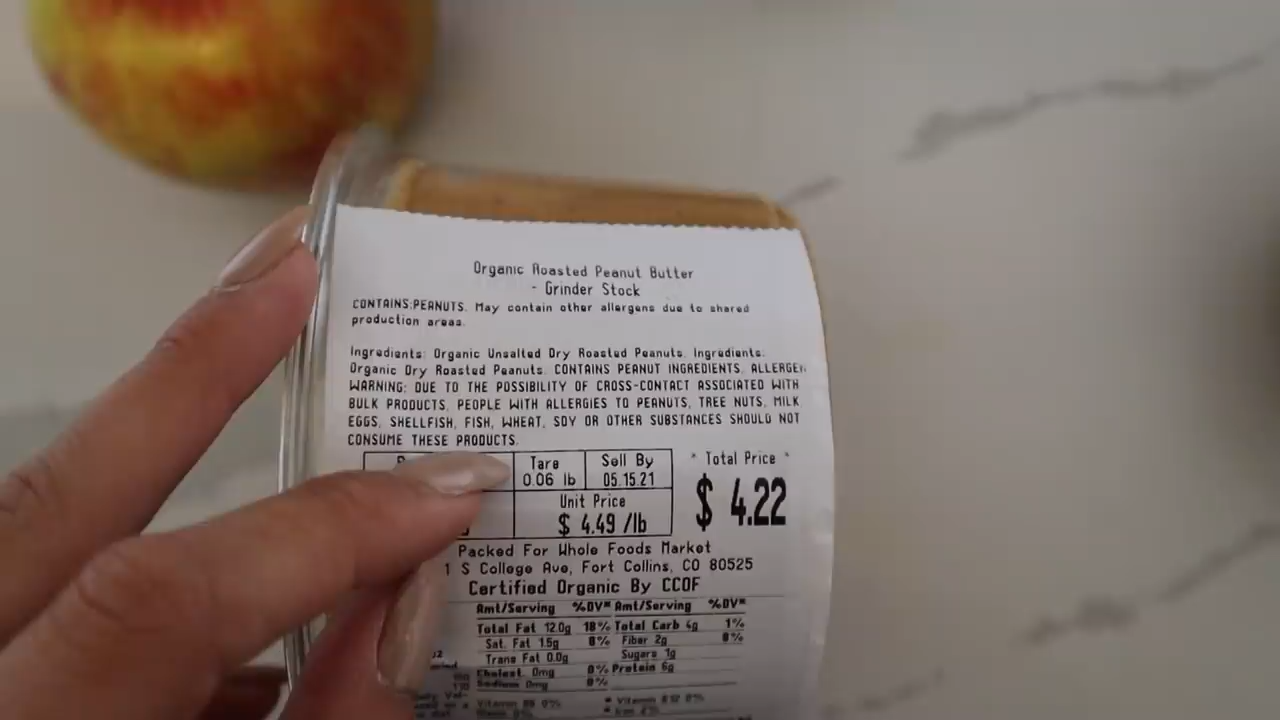 Organic Roasted Peanut Butter
- Grinder Stock
CONTAINS:PEANUTS. May contain other allergens due to shared
production areas.
Ingredients: Organic Unsalted Dry Roasted Peanuts. Ingredients:
Organic Dry Roasted Peanuts. CONTAINS PEANUT INGREDIENTS. ALLERGEN
WARNING: DUE TO THE POSSIBILITY OF CROSS-CONTACT ASSOCIATED WITH
BULK PRODUCTS, PEOPLE WITH ALLERGIES TO PEANUTS, TREE NUTS, MILK
EGGS, SHELLFISH, FISH, WHEAT, SOY OR OTHER SUBSTANCES SHOULD NOT
CONSUME THESE PRODUCTS.
Tare Sell By * Total Price *
0.06 lb 05.15.21
Unit Price
$ 4.49 /lb $ 4.22
Packed For Whole Foods Market
1 S College Ave, Fort Collins, CO 80525
Certified Organic By CCOF
Amt/Serving %DV* Amt/Serving %DV*
Total Fat 12.0g 18% Total Carb 4g 1%
Sat. Fat 1.5g 8% Fiber 2g 8%
Trans Fat 0.0g Sugars 1g
Cholest. 0mg 0% Protein 6g
Sodium 0mg 0%